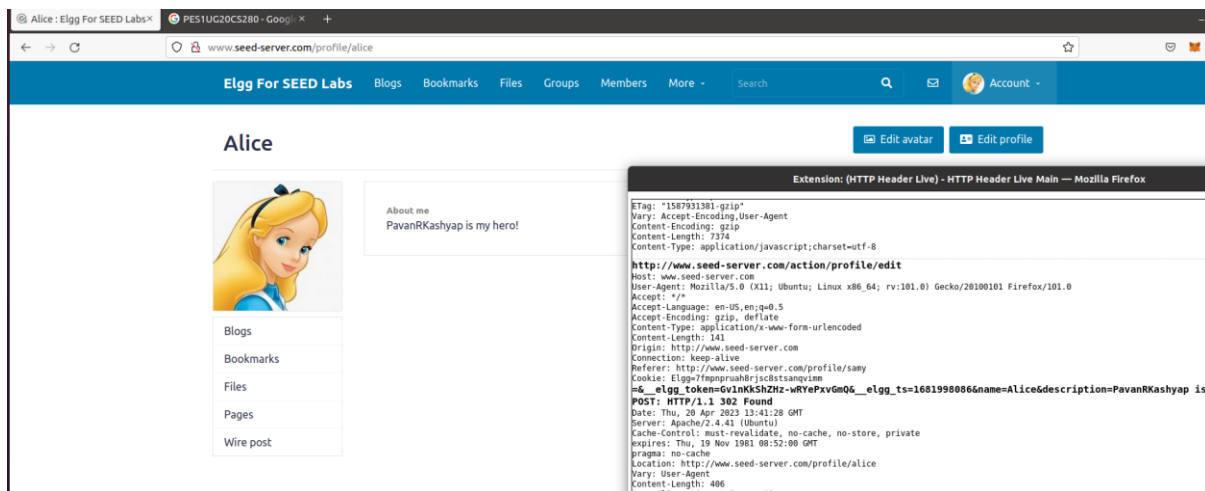 Alice : Elgg For SEED Labs
PES1UG20CS280 - Googl
www.seed-server.com/profile/alice
Elgg For SEED Labs Blogs Bookmarks Files Groups Members More Search Account
Alice
Edit avatar Edit profile
About me
PavanRKashyap is my hero!
Blogs
Bookmarks
Files
Pages
Wire post
Extension: (HTTP Header Live) - HTTP Header Live Main — Mozilla Firefox
ETag: "1587931381-gzip"
Vary: Accept-Encoding,User-Agent
Content-Encoding: gzip
Content-Length: 7374
Content-Type: application/javascript;charset=utf-8
http://www.seed-server.com/action/profile/edit
Host: www.seed-server.com
User-Agent: Mozilla/5.0 (X11; Ubuntu; Linux x86_64; rv:101.0) Gecko/20100101 Firefox/101.0
Accept: */*
Accept-Language: en-US,en;q=0.5
Accept-Encoding: gzip, deflate
Content-Type: application/x-www-form-urlencoded
Content-Length: 141
Origin: http://www.seed-server.com
Connection: keep-alive
Referer: http://www.seed-server.com/profile/samy
Cookie: Elgg=7fmpnpruah8rjsc8stsanqvimm
=&__elgg_token=Gv1nKkShZHz-wRYePxvGmQ&__elgg_ts=1681998086&name=Alice&description=PavanRKashyap is
POST: HTTP/1.1 302 Found
Date: Thu, 20 Apr 2023 13:41:28 GMT
Server: Apache/2.4.41 (Ubuntu)
Cache-Control: must-revalidate, no-cache, no-store, private
expires: Thu, 19 Nov 1981 08:52:00 GMT
pragma: no-cache
Location: http://www.seed-server.com/profile/alice
Vary: User-Agent
Content-Length: 406